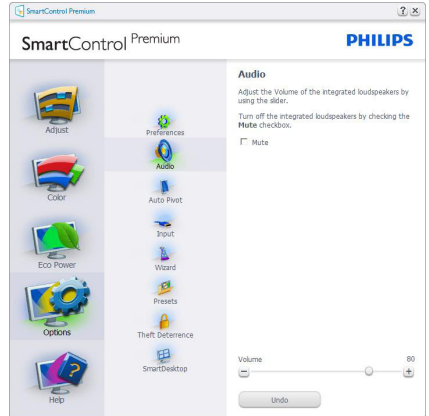 SmartControl Premium
? ×
SmartControl Premium
PHILIPS
Adjust
Color
Eco Power
Options
Help
Preferences
Audio
Auto Pivot
Input
Wizard
Presets
Theft Deterrence
SmartDesktop
Audio
Adjust the Volume of the integrated loudspeakers by
using the slider.
Turn off the integrated loudspeakers by checking the
Mute checkbox.
Mute
Volume 80
Undo